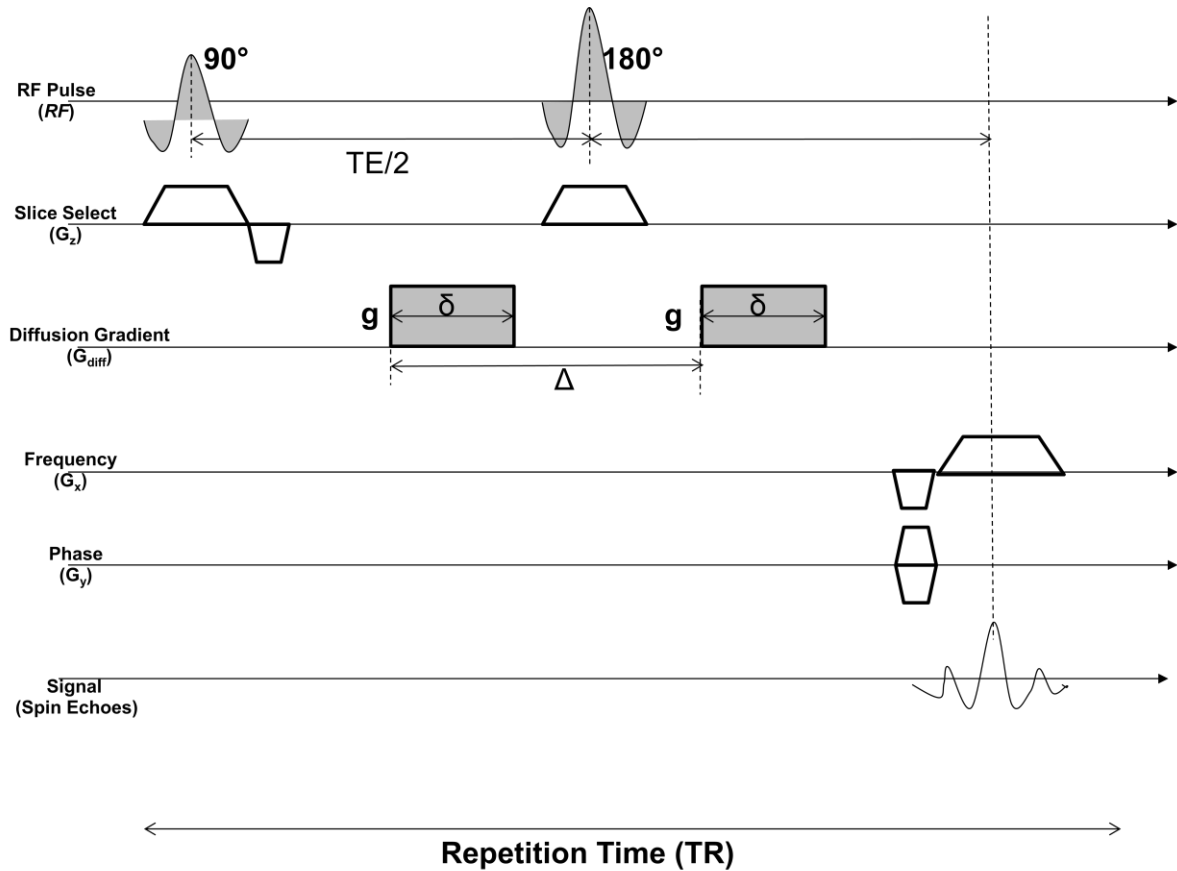 90°
180°
RF Pulse
(RF)
TE/2
Slice Select
(Gz)
g
δ
g
δ
Diffusion Gradient
(Gdiff)
Δ
Frequency
(Gx)
Phase
(Gy)
Signal
(Spin Echoes)
Repetition Time (TR)